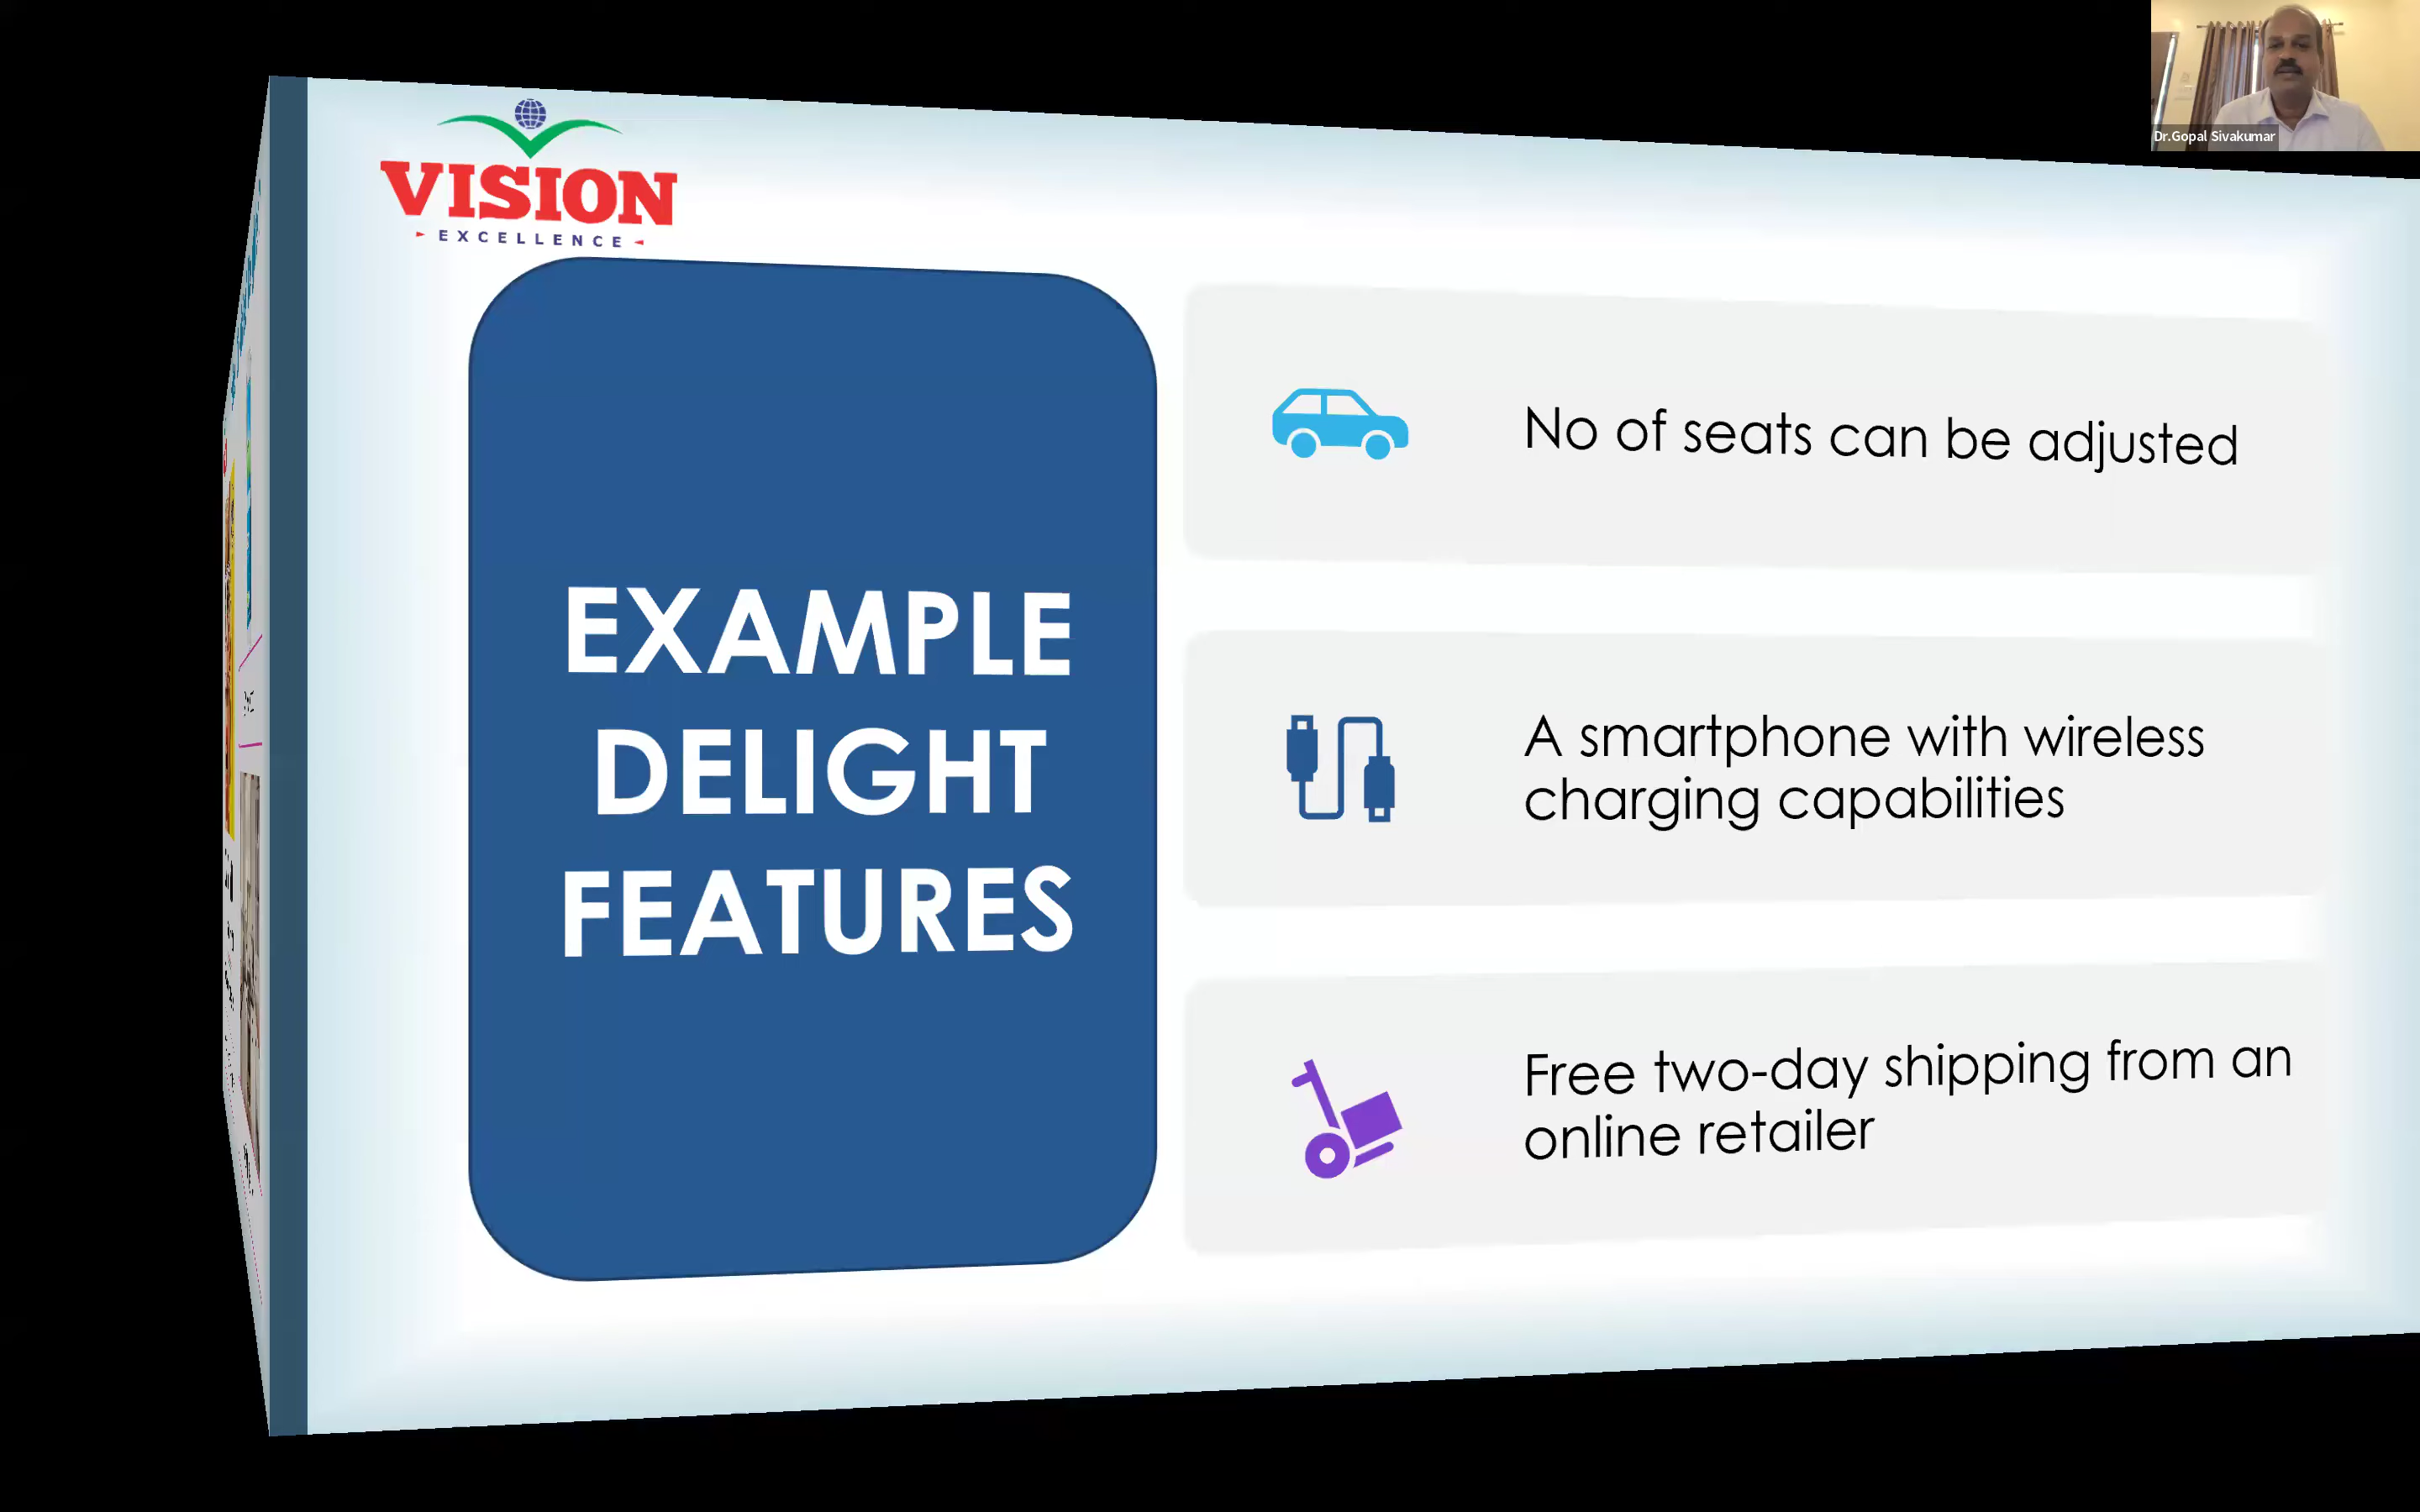 VISION
EXCELLENCE
EXAMPLE
DELIGHT
FEATURES
No of seats can be adjusted
A smartphone with wireless
charging capabilities
Free two-day shipping from an
online retailer
Dr.Gopal Sivakumar